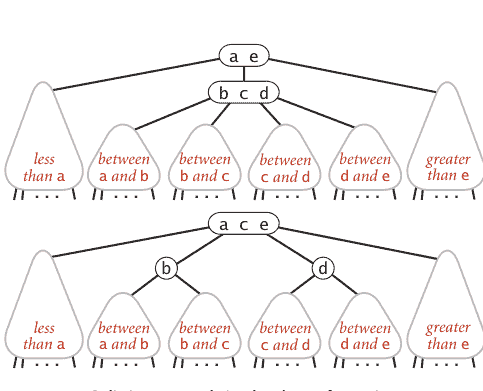 a e
b c d
less
than a
between
a and b
between
b and c
between
c and d
between
d and e
greater
than e
...
...
...
...
...
...
a c e
b
d
less
than a
between
a and b
between
b and c
between
c and d
between
d and e
greater
than e
...
...
...
...
...
...